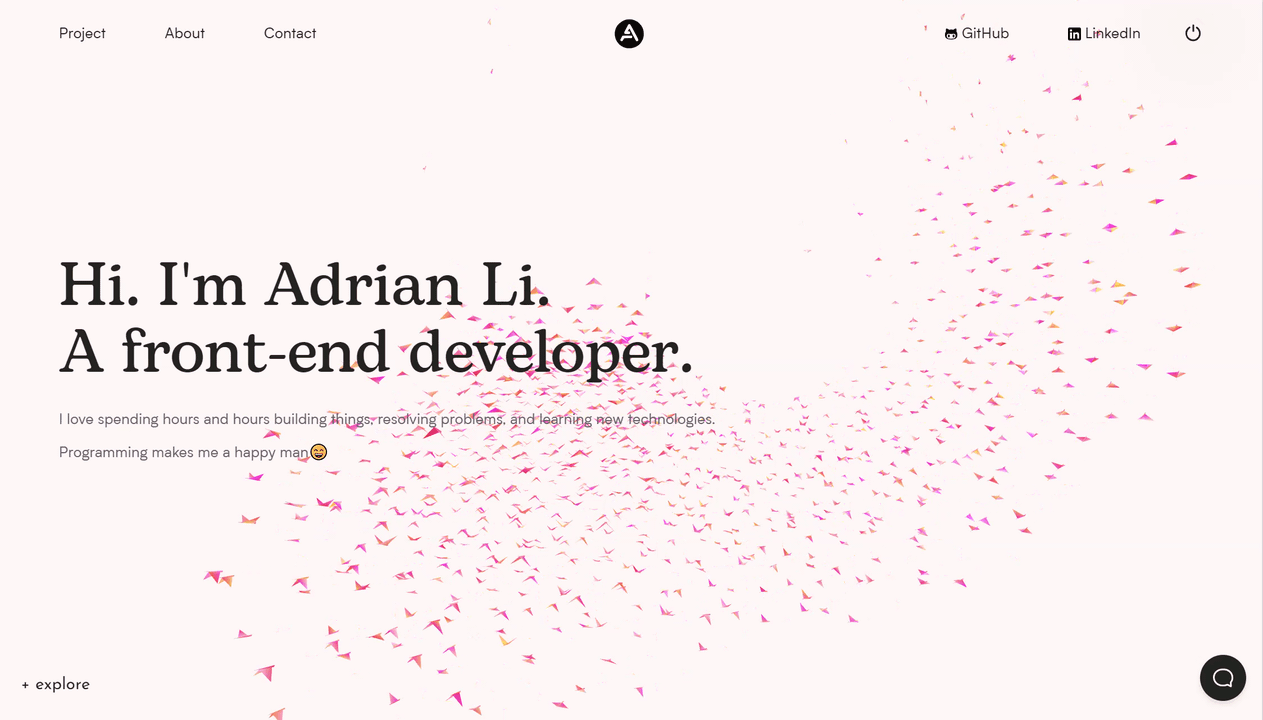 Project
About
Contact
GitHub
LinkedIn
Hi. I'm Adrian Li.
A front-end developer.
I love spending hours and hours building things, resolving problems, and learning new technologies.
Programming makes me a happy man😄
+ explore